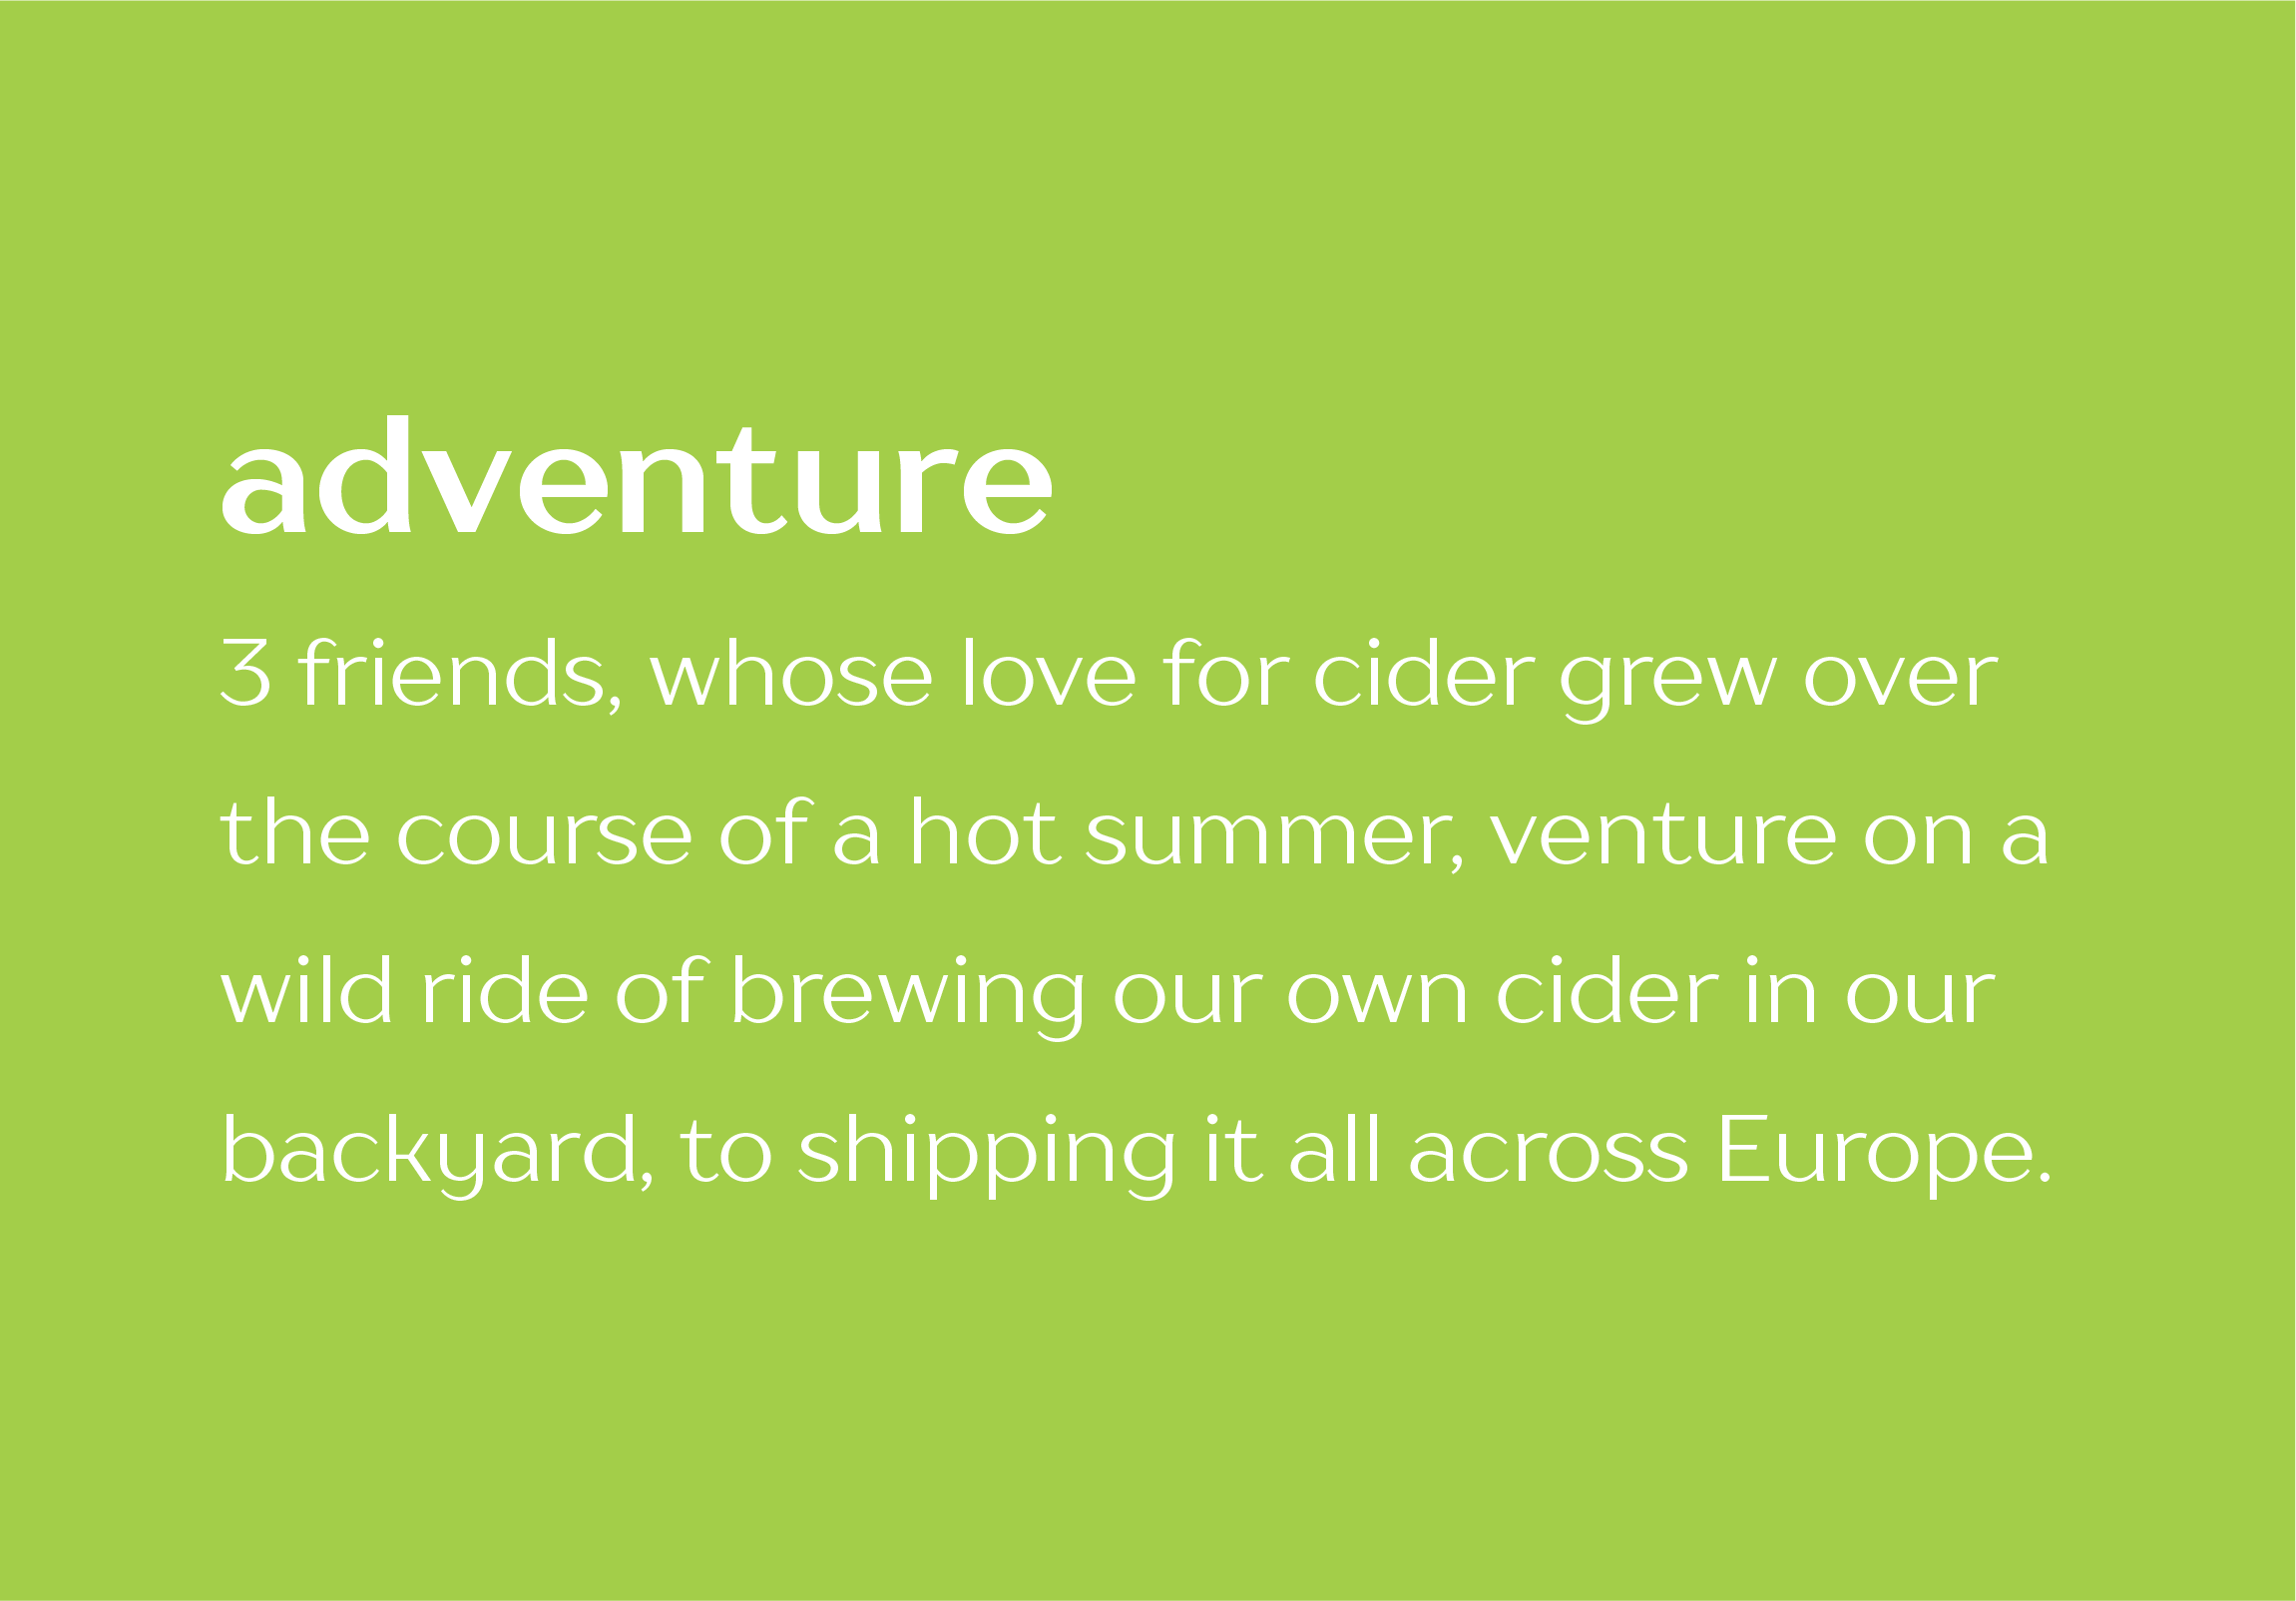 adventure
3 friends, whose love for cider grew over
the course of a hot summer, venture on a
wild ride of brewing our own cider in our
backyard, to shipping it all across Europe.